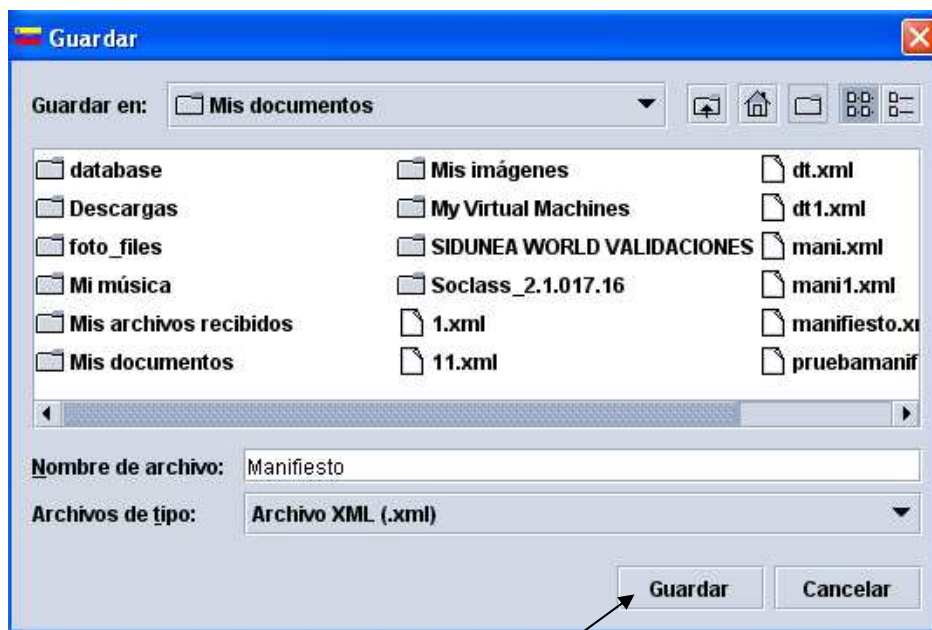 Guardar
Guardar en: Mis documentos
database
Descargas
foto_files
Mi música
Mis archivos recibidos
Mis documentos
Mis imágenes
My Virtual Machines
SIDUNEA WORLD VALIDACIONES
Soclass_2.1.017.16
1.xml
11.xml
dt.xml
dt1.xml
mani.xml
mani1.xml
manifiesto.x
pruebamanif
Nombre de archivo: Manifiesto
Archivos de tipo: Archivo XML (.xml)
Guardar Cancelar